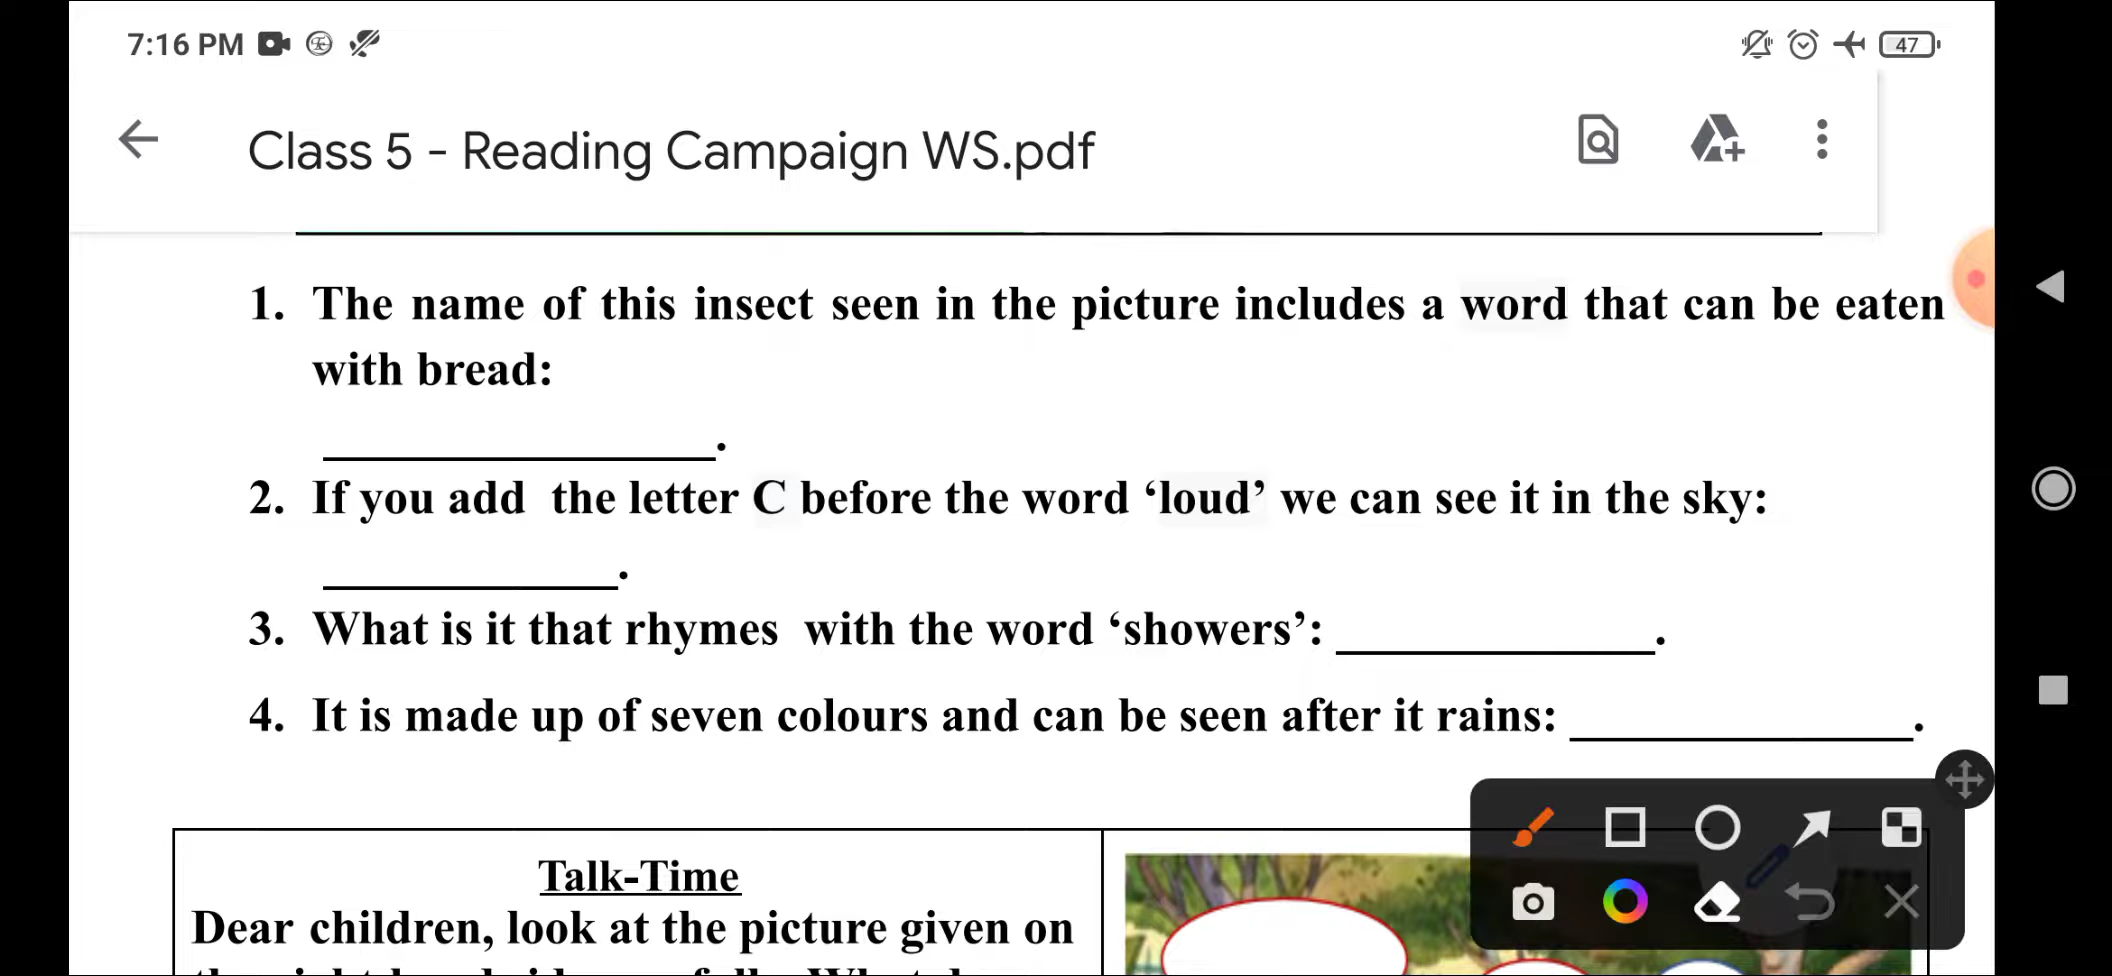 7:16 PM
47
Class 5 - Reading Campaign WS.pdf
1. The name of this insect seen in the picture includes a word that can be eaten
with bread:
_______________.
2. If you add the letter C before the word ‘loud’ we can see it in the sky:
___________.
3. What is it that rhymes with the word ‘showers’: ____________.
4. It is made up of seven colours and can be seen after it rains: _____________.
Talk-Time
Dear children, look at the picture given on